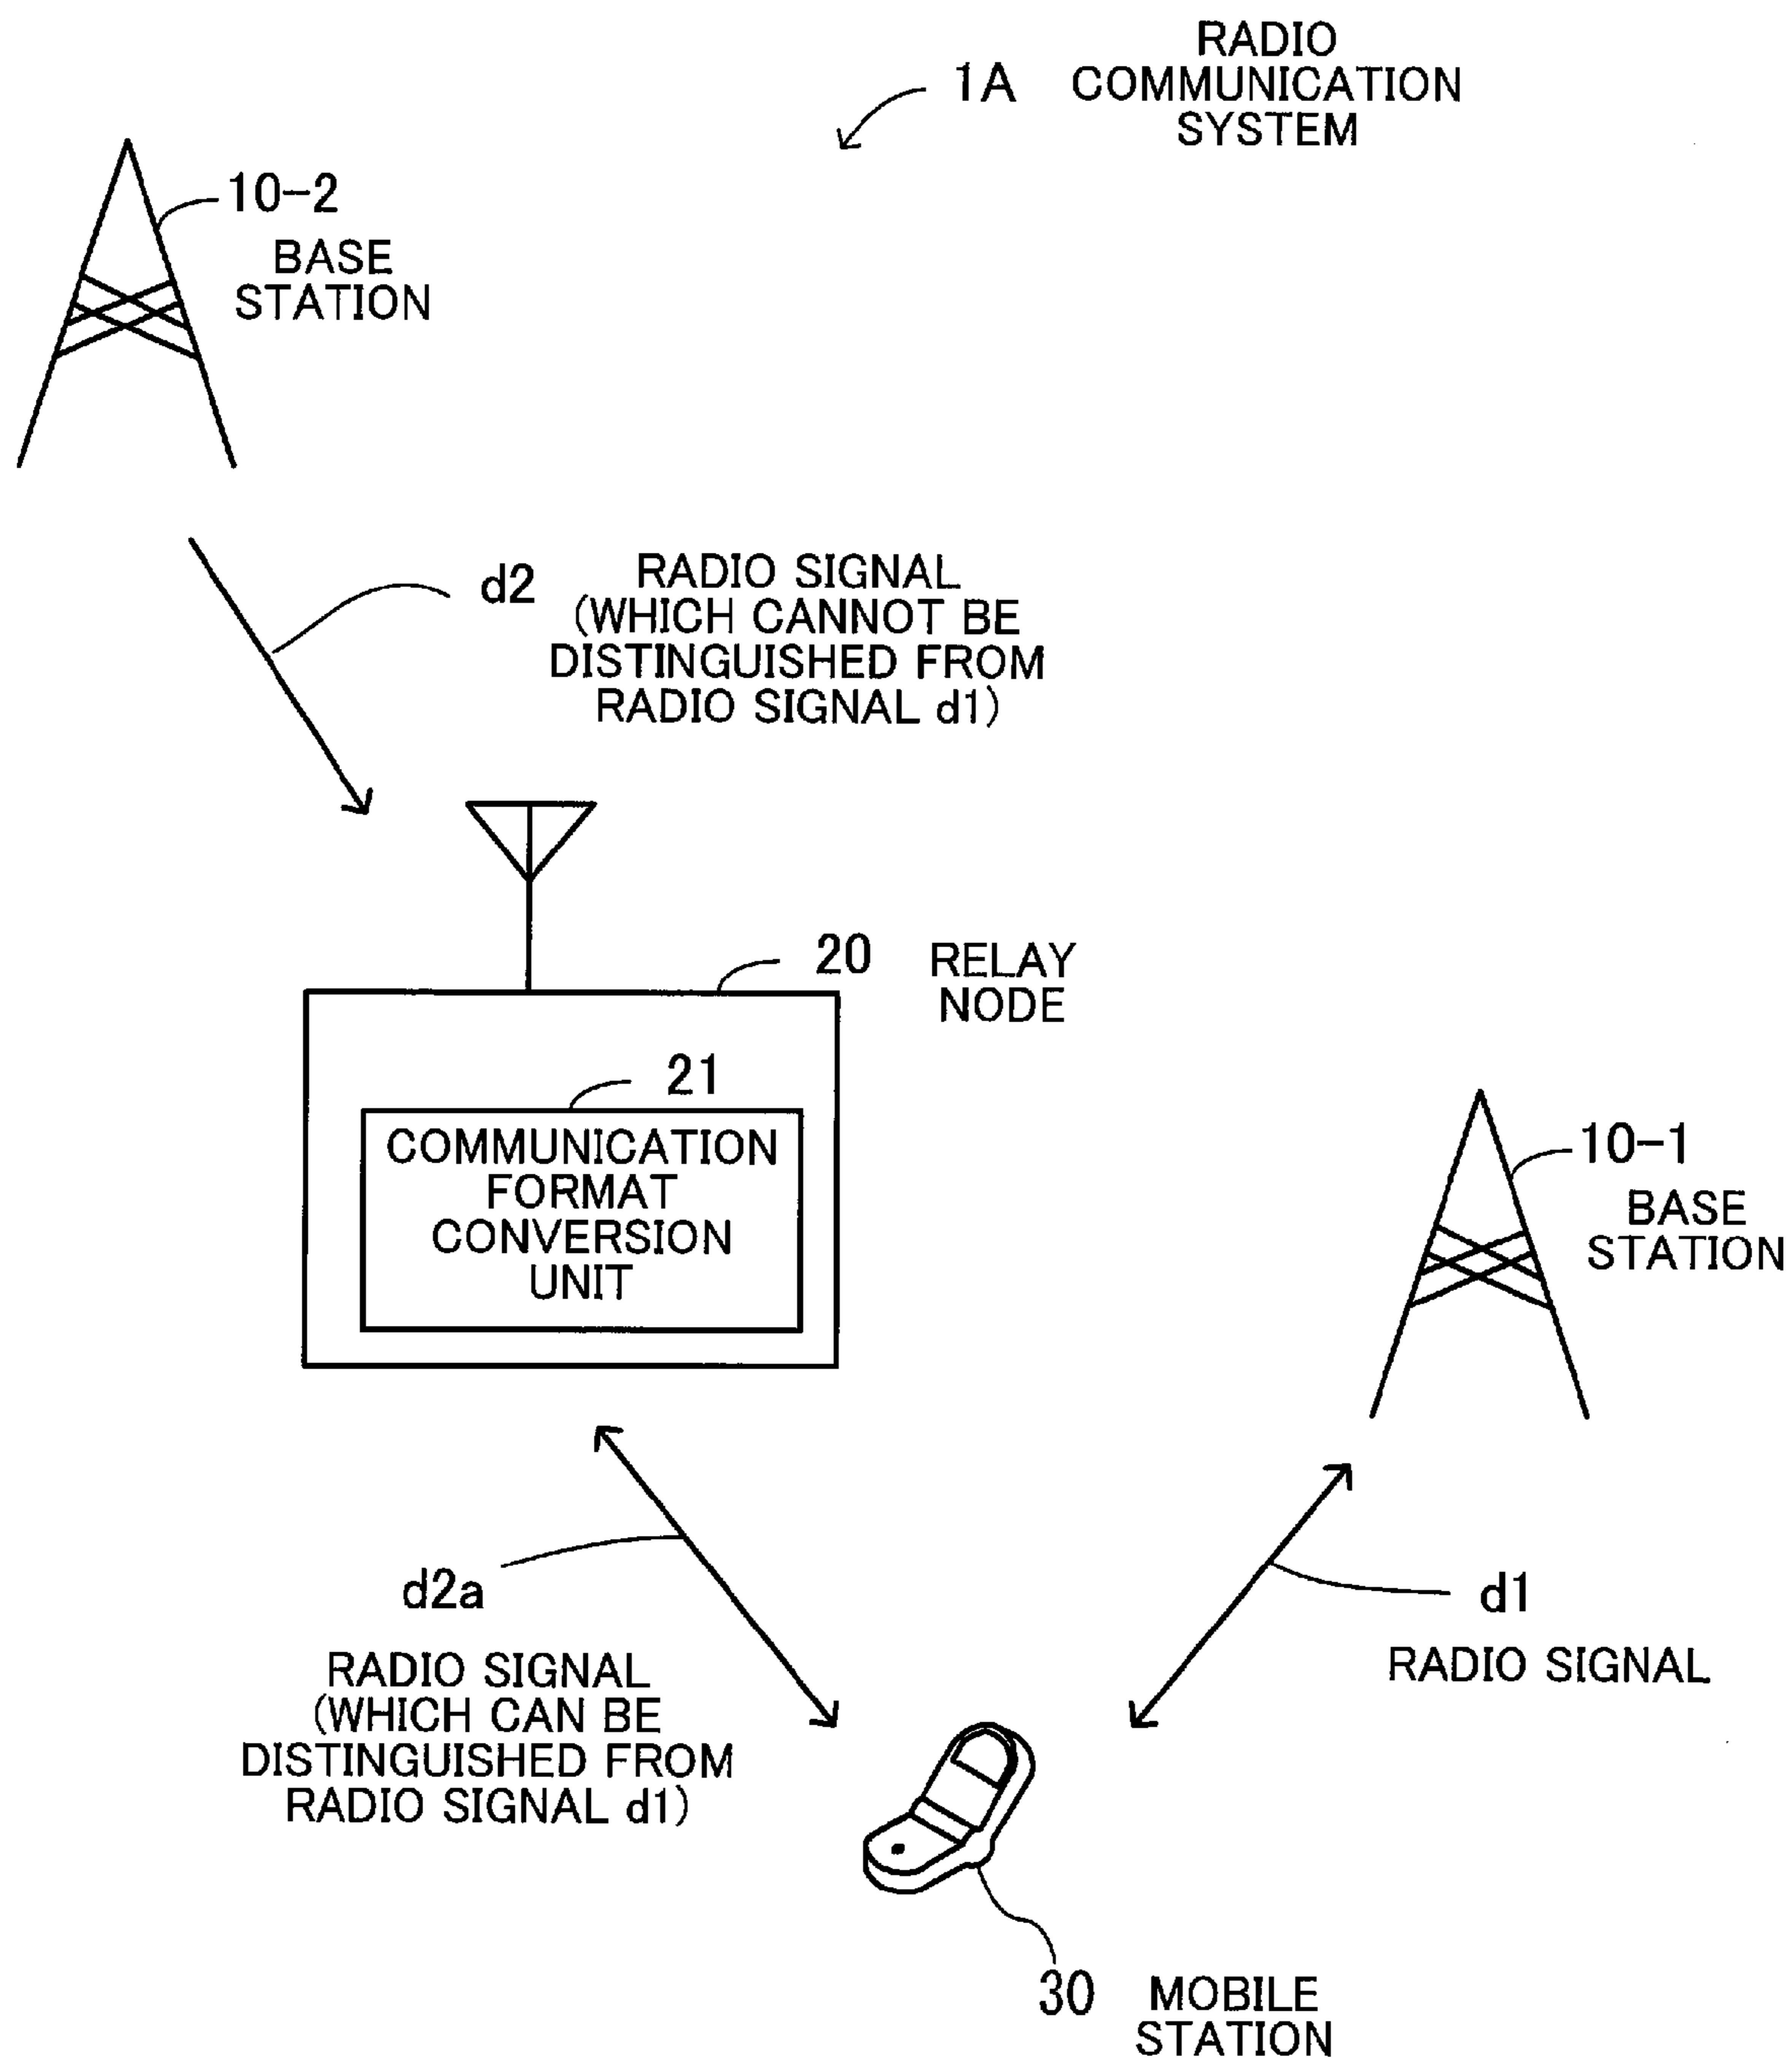 RADIO
1A COMMUNICATION
SYSTEM
10-2
BASE
STATION
d2
RADIO SIGNAL
(WHICH CANNOT BE
DISTINGUISHED FROM
RADIO SIGNAL d1)
20 RELAY
NODE
21
COMMUNICATION
FORMAT
CONVERSION
UNIT
10-1
BASE
STATION
d2a
RADIO SIGNAL
(WHICH CAN BE
DISTINGUISHED FROM
RADIO SIGNAL d1)
d1
RADIO SIGNAL
30 MOBILE
STATION